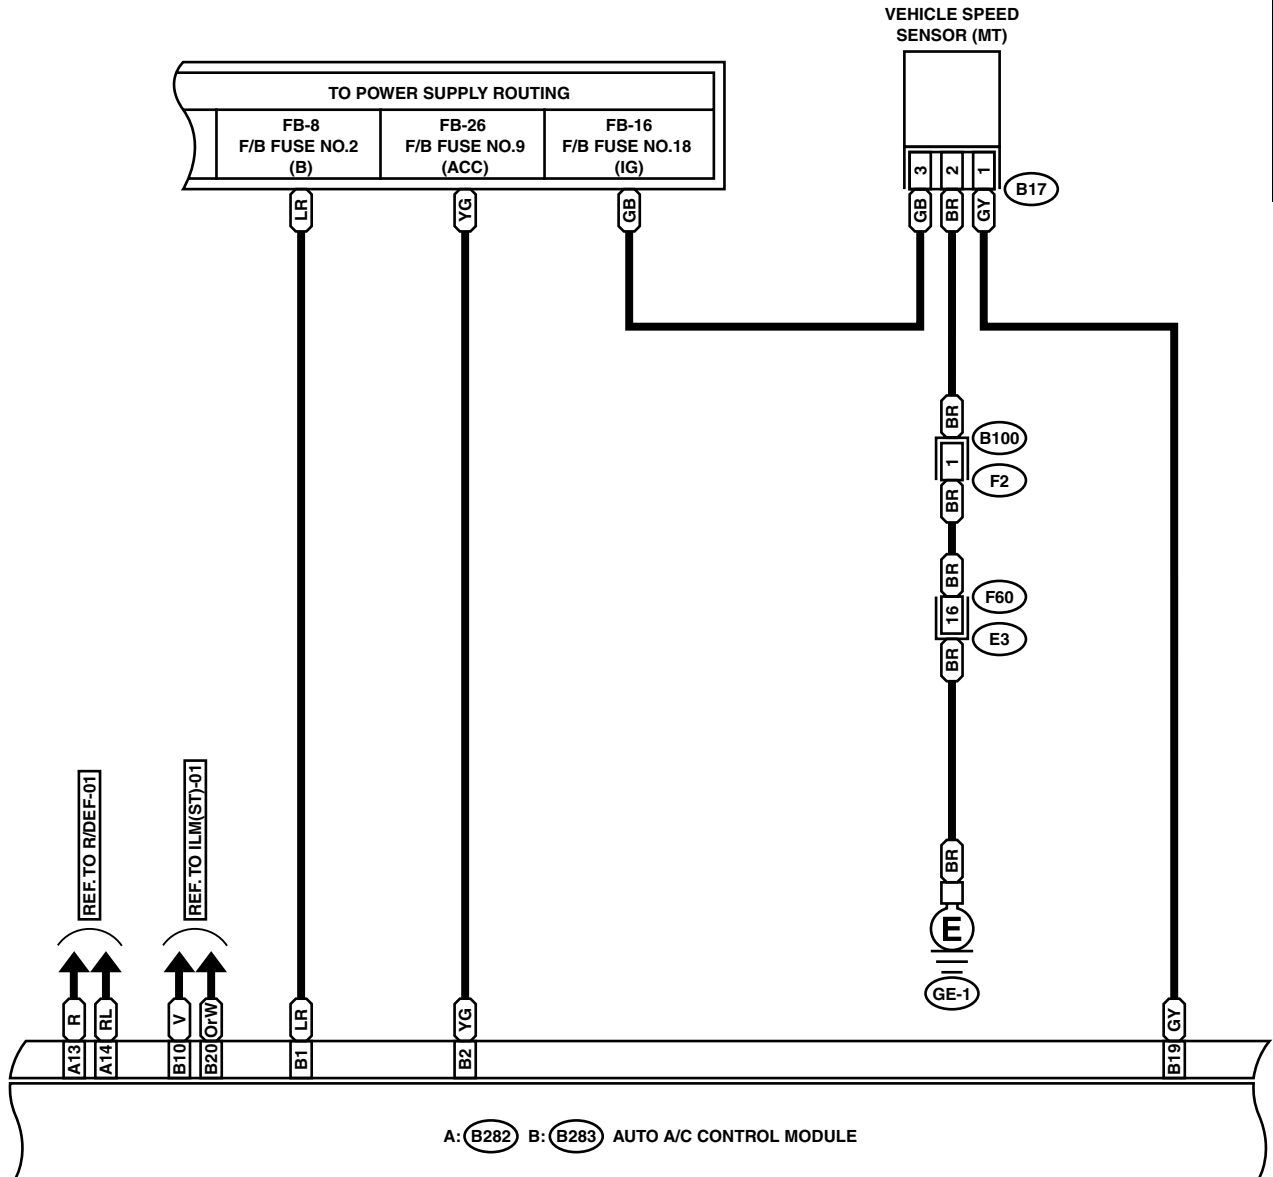 VEHICLE SPEED
SENSOR (MT)
TO POWER SUPPLY ROUTING
FB-8
F/B FUSE NO.2
(B)
FB-26
F/B FUSE NO.9
(ACC)
FB-16
F/B FUSE NO.18
(IG)
3
2
1
B17
LR
YG
GB
GB
BR
GY
BR
B100
1
F2
BR
BR
F60
16
E3
BR
REF. TO R/DEF-01
REF. TO ILM(ST)-01
BR
E
GE-1
R
RL
V
OrW
LR
YG
GY
A13
A14
B10
B20
B1
B2
B19
A: B282 B: B283 AUTO A/C CONTROL MODULE